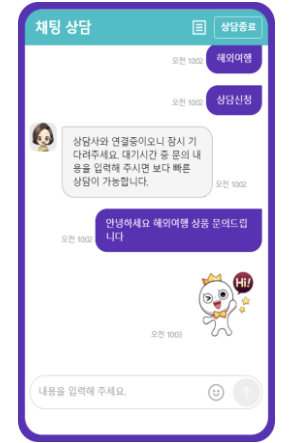 채팅 상담
상담종료
해외여행
오전 10:02
상담신청
오전 10:02
상담사와 연결중이오니 잠시 기
다려주세요. 대기시간 중 문의 내
용을 입력해 주시면 보다 빠른
상담이 가능합니다.
오전 10:02
안녕하세요 해외여행 상품 문의드립
니다
오전 10:02
Hi!
오전 10:03
내용을 입력해 주세요.